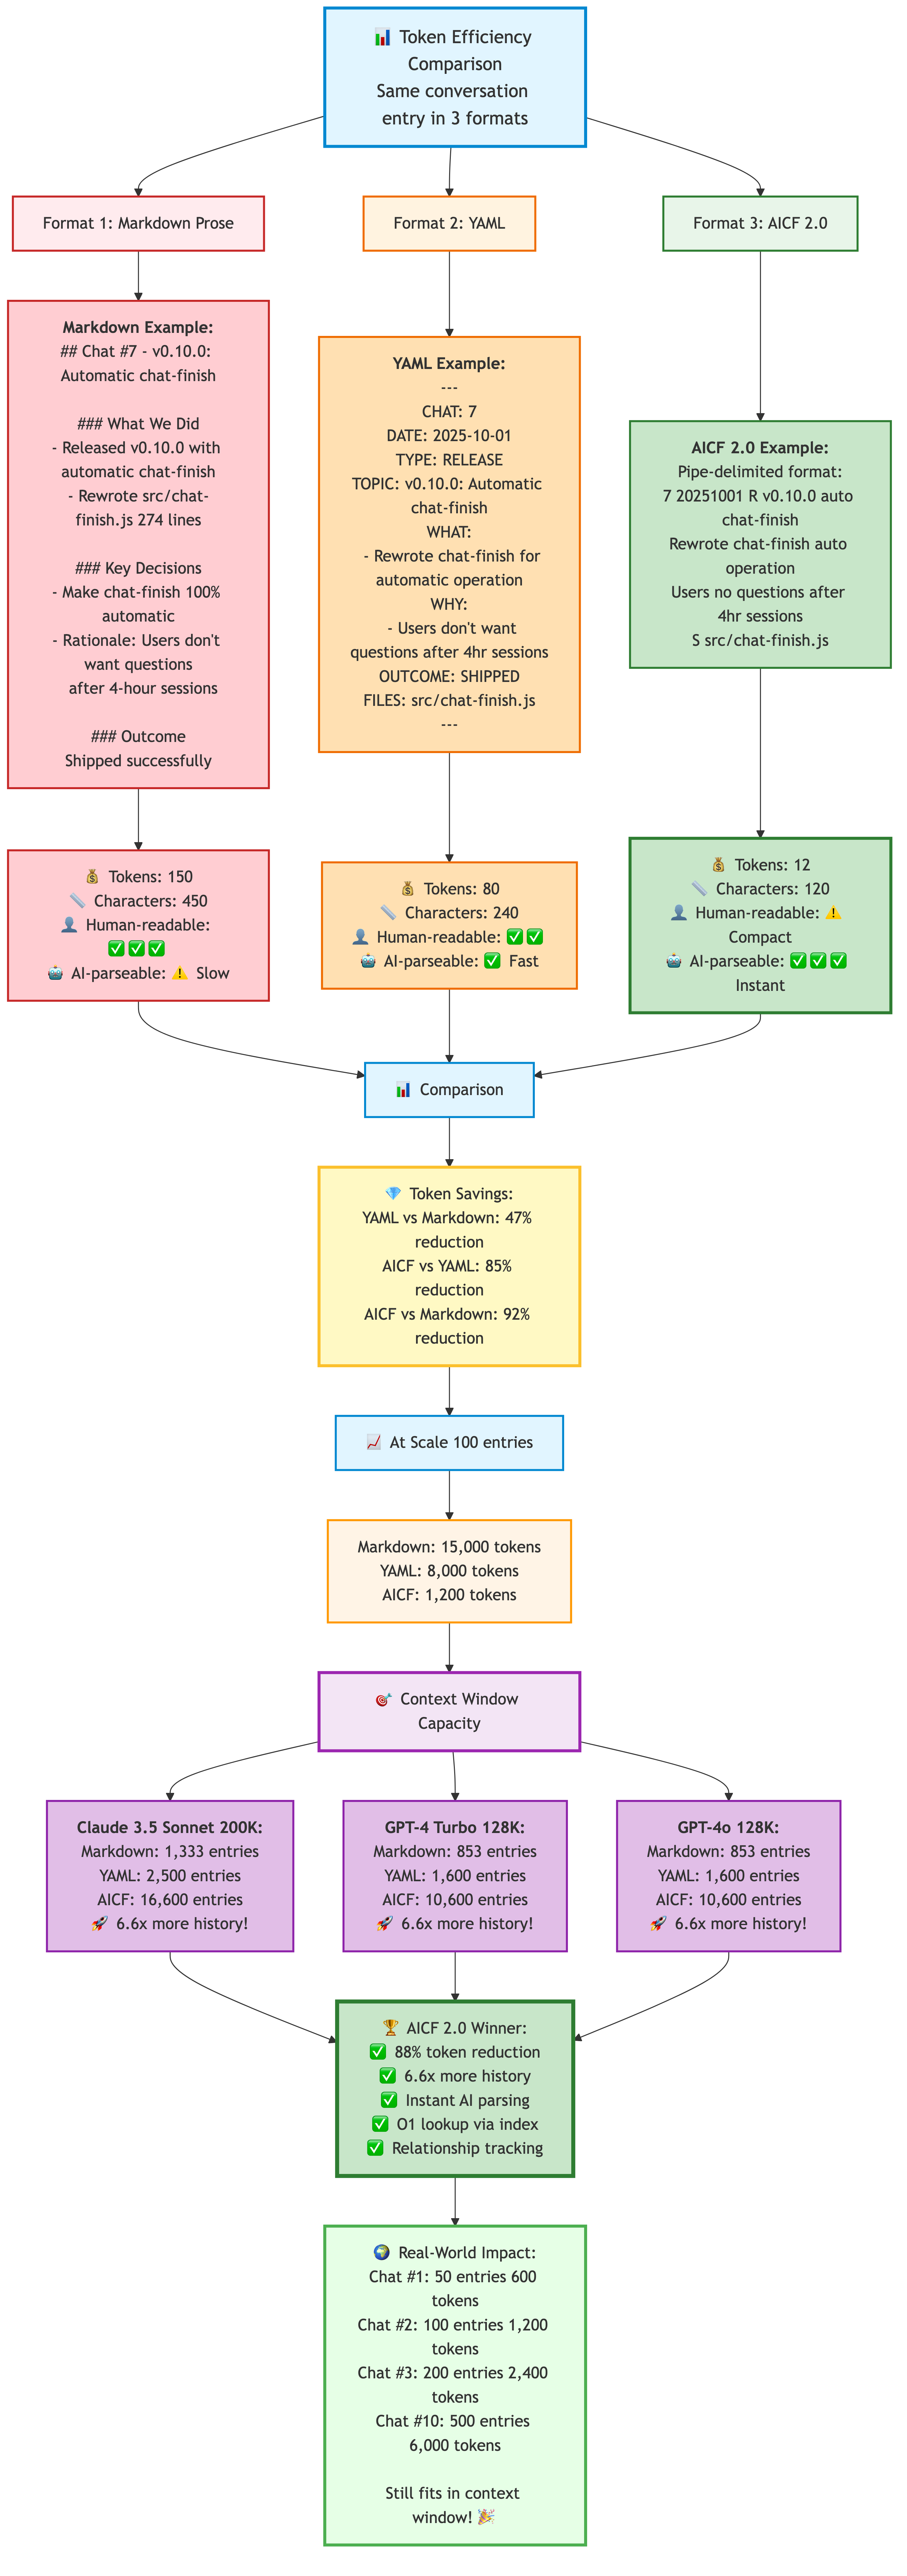 📊 Token Efficiency
Comparison
Same conversation
entry in 3 formats
Format 1: Markdown Prose
Format 2: YAML
Format 3: AICF 2.0
Markdown Example:
## Chat #7 - v0.10.0:
Automatic chat-finish
### What We Did
- Released v0.10.0 with
automatic chat-finish
- Rewrote src/chat-
finish.js 274 lines
### Key Decisions
- Make chat-finish 100%
automatic
- Rationale: Users don't
want questions
after 4-hour sessions
### Outcome
Shipped successfully
YAML Example:
---
CHAT: 7
DATE: 2025-10-01
TYPE: RELEASE
TOPIC: v0.10.0: Automatic
chat-finish
WHAT:
- Rewrote chat-finish for
automatic operation
WHY:
- Users don't want
questions after 4hr sessions
OUTCOME: SHIPPED
FILES: src/chat-finish.js
---
AICF 2.0 Example:
Pipe-delimited format:
7 20251001 R v0.10.0 auto
chat-finish
Rewrote chat-finish auto
operation
Users no questions after
4hr sessions
S src/chat-finish.js
💰 Tokens: 150
📏 Characters: 450
👤 Human-readable:
✅✅✅
🤖 AI-parseable: ⚠️ Slow
💰 Tokens: 80
📏 Characters: 240
👤 Human-readable: ✅✅
🤖 AI-parseable: ✅ Fast
💰 Tokens: 12
📏 Characters: 120
👤 Human-readable: ⚠️
Compact
🤖 AI-parseable: ✅✅✅
Instant
📊 Comparison
💎 Token Savings:
YAML vs Markdown: 47%
reduction
AICF vs YAML: 85%
reduction
AICF vs Markdown: 92%
reduction
📈 At Scale 100 entries
Markdown: 15,000 tokens
YAML: 8,000 tokens
AICF: 1,200 tokens
🎯 Context Window
Capacity
Claude 3.5 Sonnet 200K:
Markdown: 1,333 entries
YAML: 2,500 entries
AICF: 16,600 entries
🚀 6.6x more history!
GPT-4 Turbo 128K:
Markdown: 853 entries
YAML: 1,600 entries
AICF: 10,600 entries
🚀 6.6x more history!
GPT-4o 128K:
Markdown: 853 entries
YAML: 1,600 entries
AICF: 10,600 entries
🚀 6.6x more history!
🏆 AICF 2.0 Winner:
✅ 88% token reduction
✅ 6.6x more history
✅ Instant AI parsing
✅ O1 lookup via index
✅ Relationship tracking
🌍 Real-World Impact:
Chat #1: 50 entries 600
tokens
Chat #2: 100 entries 1,200
tokens
Chat #3: 200 entries 2,400
tokens
Chat #10: 500 entries
6,000 tokens
Still fits in context
window! 🎉